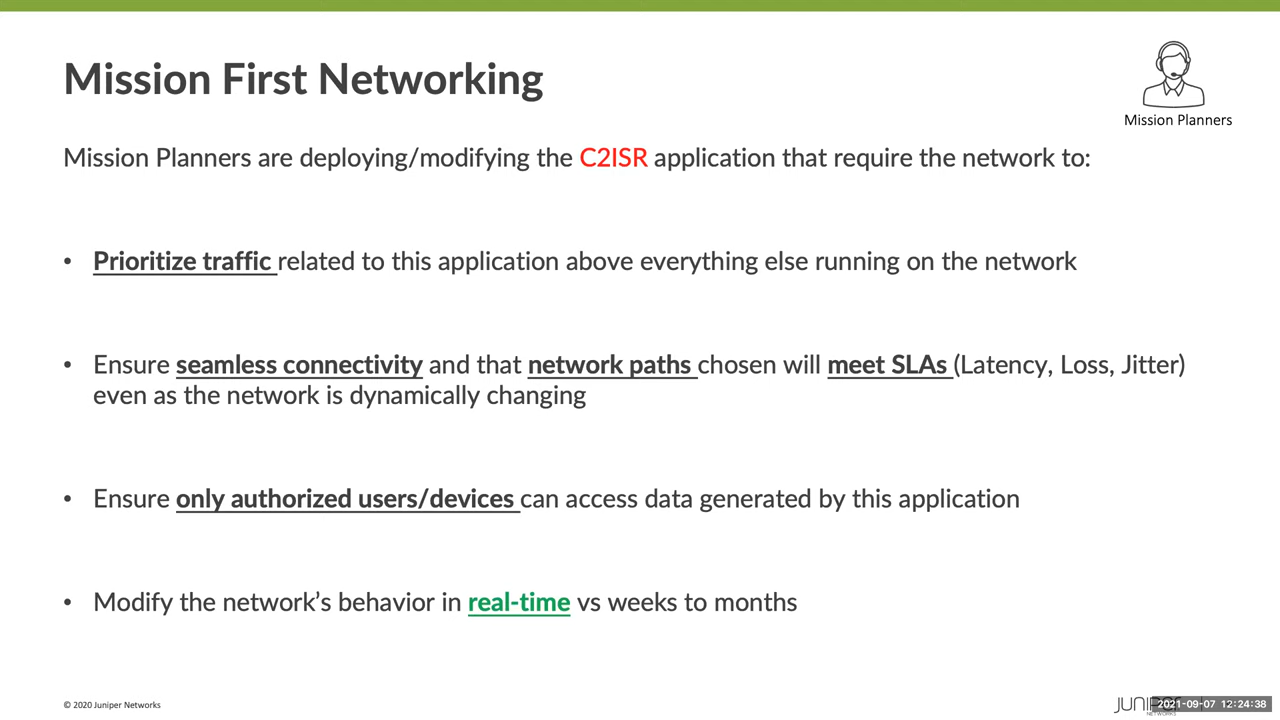 Mission First Networking
Mission Planners
Mission Planners are deploying/modifying the C2ISR application that require the network to:
• Prioritize traffic related to this application above everything else running on the network
• Ensure seamless connectivity and that network paths chosen will meet SLAs (Latency, Loss, Jitter)
even as the network is dynamically changing
• Ensure only authorized users/devices can access data generated by this application
• Modify the network’s behavior in real-time vs weeks to months
© 2020 Juniper Networks
2021-09-07 12:24:38
NETWORKS